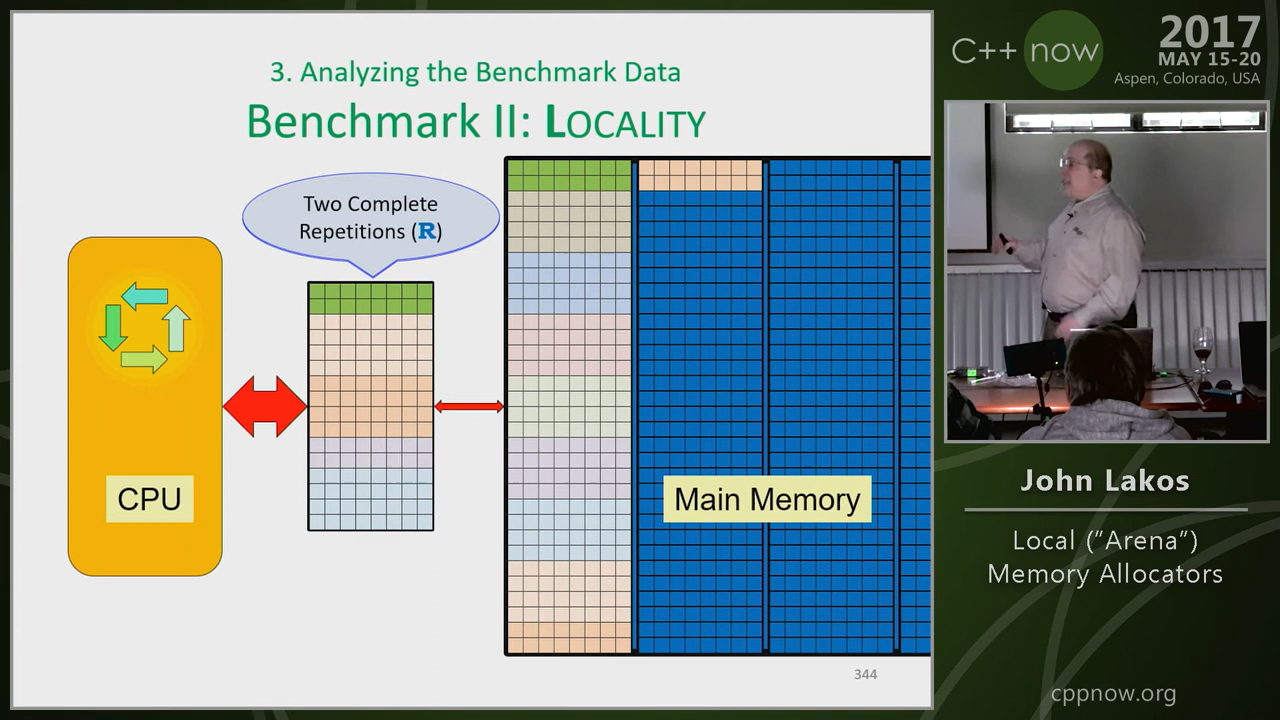 3. Analyzing the Benchmark Data
Benchmark II: LOCALITY
Two Complete
Repetitions (R)
CPU
Main Memory
344
C++ now
2017
MAY 15-20
Aspen, Colorado, USA
John Lakos
Local ("Arena")
Memory Allocators
cppnow.org